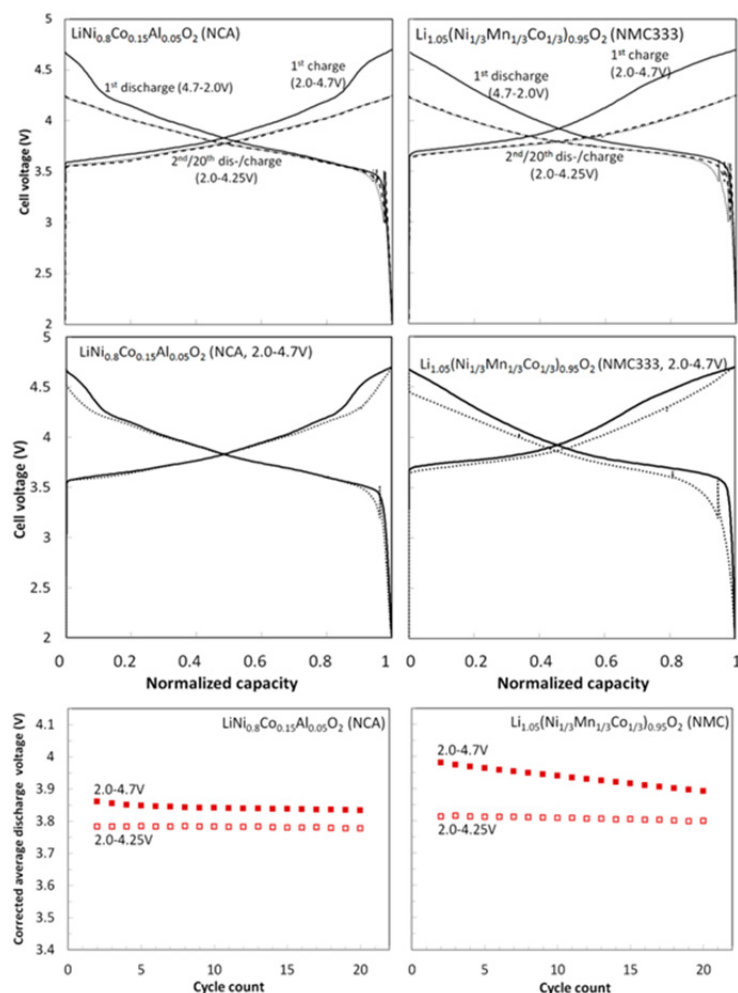 LiNi₀.₈Co₀.₁₅Al₀.₀₅O₂ (NCA)
1ˢᵗ discharge (4.7-2.0V)
1ˢᵗ charge
(2.0-4.7V)
2ⁿᵈ/20ᵗʰ dis-/charge
(2.0-4.25V)
Cell voltage (V)
5
4.5
4
3.5
3
2.5
2
Li₁.₀₅(Ni₁/₃Mn₁/₃Co₁/₃)₀.₉₅O₂ (NMC333)
1ˢᵗ discharge
(4.7-2.0V)
1ˢᵗ charge
(2.0-4.7V)
2ⁿᵈ/20ᵗʰ dis-/charge
(2.0-4.25V)
LiNi₀.₈Co₀.₁₅Al₀.₀₅O₂ (NCA, 2.0-4.7V)
Cell voltage (V)
5
4.5
4
3.5
3
2.5
2
0 0.2 0.4 0.6 0.8 1
Normalized capacity
Li₁.₀₅(Ni₁/₃Mn₁/₃Co₁/₃)₀.₉₅O₂ (NMC333, 2.0-4.7V)
0 0.2 0.4 0.6 0.8 1
Normalized capacity
LiNi₀.₈Co₀.₁₅Al₀.₀₅O₂ (NCA)
2.0-4.7V
2.0-4.25V
Corrected average discharge voltage (V)
4.1
4
3.9
3.8
3.7
3.6
3.5
3.4
0 5 10 15 20
Cycle count
Li₁.₀₅(Ni₁/₃Mn₁/₃Co₁/₃)₀.₉₅O₂ (NMC)
2.0-4.7V
2.0-4.25V
0 5 10 15 20
Cycle count